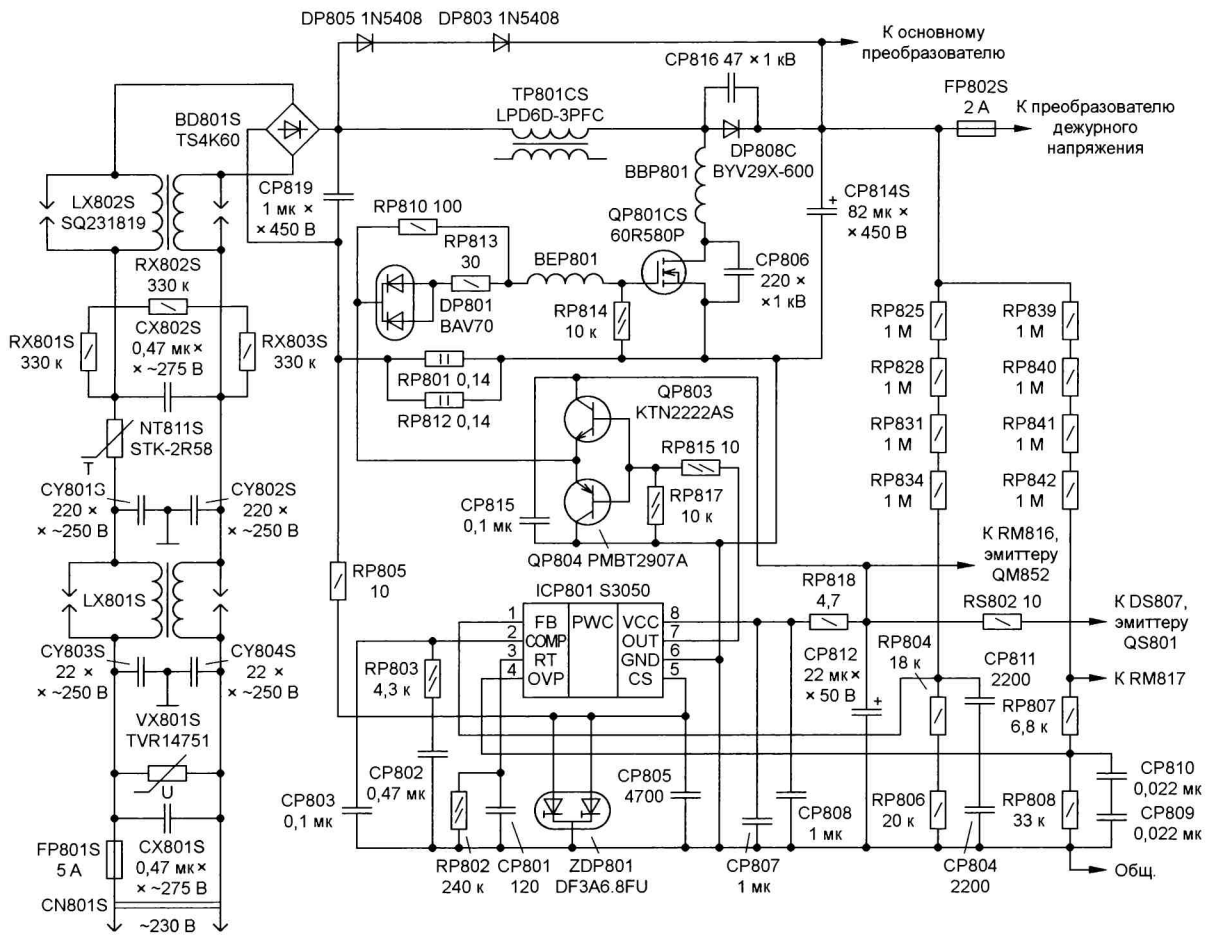 DP805 1N5408
DP803 1N5408
К основному
преобразователю
CP816 47 × 1 кВ
FP802S
2 А
К преобразователю
дежурного
напряжения
BD801S
TS4K60
TP801CS
LPD6D-3PFC
DP808C
BYV29X-600
BBP801
LX802S
SQ231819
CP819
1 мк ×
× 450 В
RP810 100
RP813
30
QP801CS
60R580P
CP814S
82 мк ×
× 450 В
RX802S
330 к
DP801
BAV70
BEP801
CP806
220 ×
×1 кВ
RP814
10 к
RP825
1 М
RP839
1 М
RX801S
330 к
CX802S
0,47 мк×
× ~275 В
RX803S
330 к
RP801 0,14
RP812 0,14
RP828
1 М
RP840
1 М
QP803
KTN2222AS
NT811S
STK-2R58
T
RP831
1 М
RP841
1 М
RP815 10
CY801S
220 ×
× ~250 В
CY802S
220 ×
× ~250 В
CP815
0,1 мк
RP817
10 к
RP834
1 М
RP842
1 М
QP804 PMBT2907A
К RM816,
эмиттеру
QM852
LX801S
RP805
10
ICP801 S3050
1 FB PWC VCC 8
2 COMP OUT 7
3 RT GND 6
4 OVP CS 5
RP818
4,7
RS802 10
К DS807,
эмиттеру
QS801
CY803S
22 ×
× ~250 В
CY804S
22 ×
× ~250 В
RP803
4,3 к
CP812
22 мк×
× 50 В
RP804
18 к
CP811
2200
К RM817
RP807
6,8 к
VX801S
TVR14751
U
CP802
0,47 мк
CP803
0,1 мк
CP805
4700
CP808
1 мк
RP806
20 к
RP808
33 к
CP810
0,022 мк
CP809
0,022 мк
FP801S
5 А
CX801S
0,47 мк×
× ~275 В
RP802
240 к
CP801
120
ZDP801
DF3A6.8FU
CP807
1 мк
CP804
2200
Общ.
CN801S
~230 В